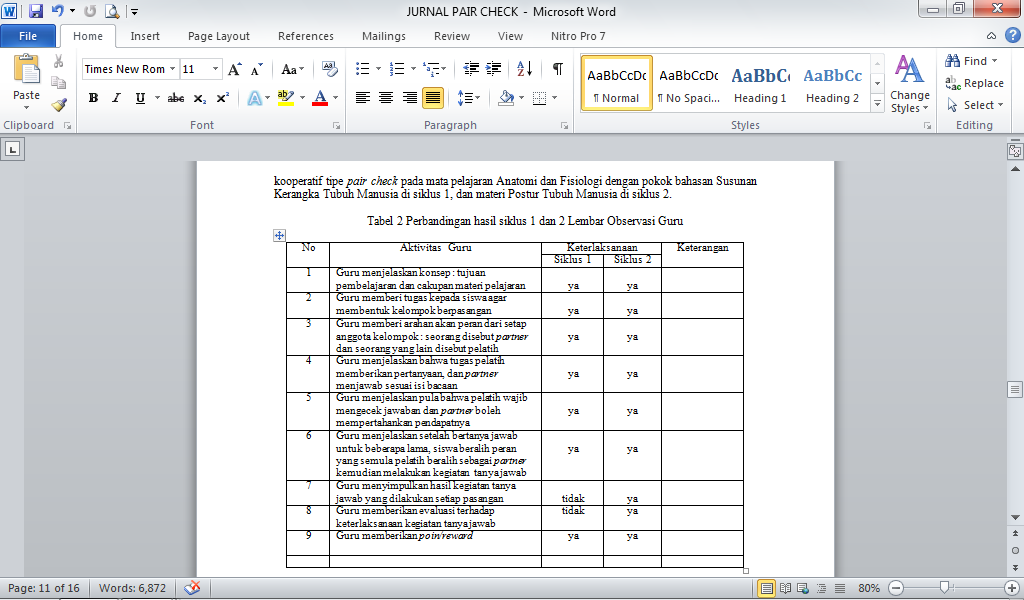 JURNAL PAIR CHECK - Microsoft Word
File Home Insert Page Layout References Mailings Review View Nitro Pro 7
Times New Rom 11
Paste
AaBbCcDc AaBbCcDc AaBbC AaBbCc
¶ Normal ¶ No Spaci... Heading 1 Heading 2
Change Styles
Find
Replace
Select
Clipboard Font Paragraph Styles Editing
kooperatif tipe pair check pada mata pelajaran Anatomi dan Fisiologi dengan pokok bahasan Susunan
Kerangka Tubuh Manusia di siklus 1, dan materi Postur Tubuh Manusia di siklus 2.
Tabel 2 Perbandingan hasil siklus 1 dan 2 Lembar Observasi Guru
No Aktivitas Guru Keterlaksanaan Keterangan
Siklus 1 Siklus 2
1 Guru menjelaskan konsep : tujuan
pembelajaran dan cakupan materi pelajaran ya ya
2 Guru memberi tugas kepada siswa agar
membentuk kelompok berpasangan ya ya
3 Guru memberi arahan akan peran dari setap
anggota kelompok : seorang disebut partner ya ya
dan seorang yang lain disebut pelatih
4 Guru menjelaskan bahwa tugas pelatih
memberikan pertanyaan, dan partner ya ya
menjawab sesuai isi bacaan
5 Guru menjelaskan pula bahwa pelatih wajib
mengecek jawaban dan partner boleh ya ya
mempertahankan pendapatnya
6 Guru menjelaskan setelah bertanya jawab
untuk beberapa lama, siswa beralih peran ya ya
yang semula pelatih beralih sebagai partner
kemudian melakukan kegiatan tanya jawab
7 Guru menyimpulkan hasil kegiatan tanya
jawab yang dilakukan setiap pasangan tidak ya
8 Guru memberikan evaluasi terhadap tidak ya
keterlaksanaan kegiatan tanya jawab
9 Guru memberikan poin/reward ya ya
Page: 11 of 16 Words: 6,872 80%